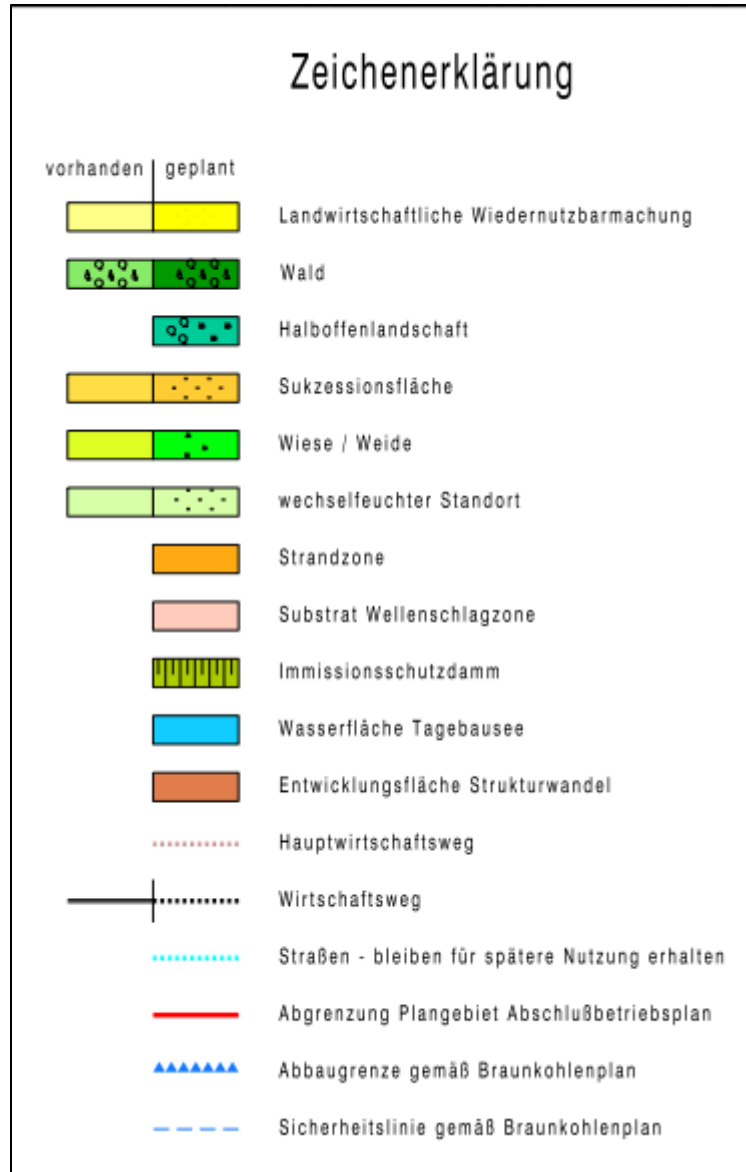 Zeichenerklärung
vorhanden geplant
Landwirtschaftliche Wiedernutzbarmachung
Wald
Halboffenlandschaft
Sukzessionsfläche
Wiese / Weide
wechselfeuchter Standort
Strandzone
Substrat Wellenschlagzone
Immissionsschutzdamm
Wasserfläche Tagebausee
Entwicklungsfläche Strukturwandel
Hauptwirtschaftsweg
Wirtschaftsweg
Straßen - bleiben für spätere Nutzung erhalten
Abgrenzung Plangebiet Abschlußbetriebsplan
Abbaugrenze gemäß Braunkohlenplan
Sicherheitslinie gemäß Braunkohlenplan